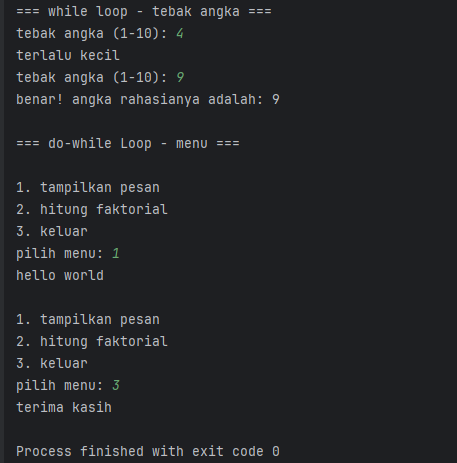 === while loop - tebak angka ===
tebak angka (1-10): 4
terlalu kecil
tebak angka (1-10): 9
benar! angka rahasianya adalah: 9
=== do-while Loop - menu ===
1. tampilkan pesan
2. hitung faktorial
3. keluar
pilih menu: 1
hello world
1. tampilkan pesan
2. hitung faktorial
3. keluar
pilih menu: 3
terima kasih
Process finished with exit code 0